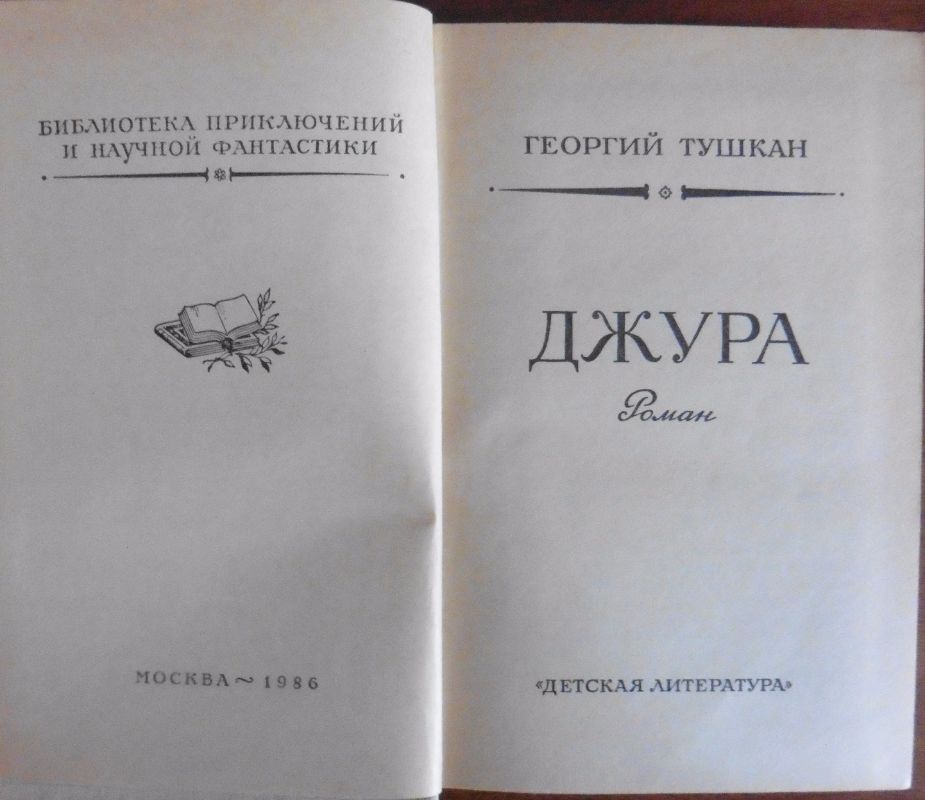 БИБЛИОТЕКА ПРИКЛЮЧЕНИЙ
И НАУЧНОЙ ФАНТАСТИКИ
МОСКВА ~ 1986
ГЕОРГИЙ ТУШКАН
ДЖУРА
Роман
«ДЕТСКАЯ ЛИТЕРАТУРА»